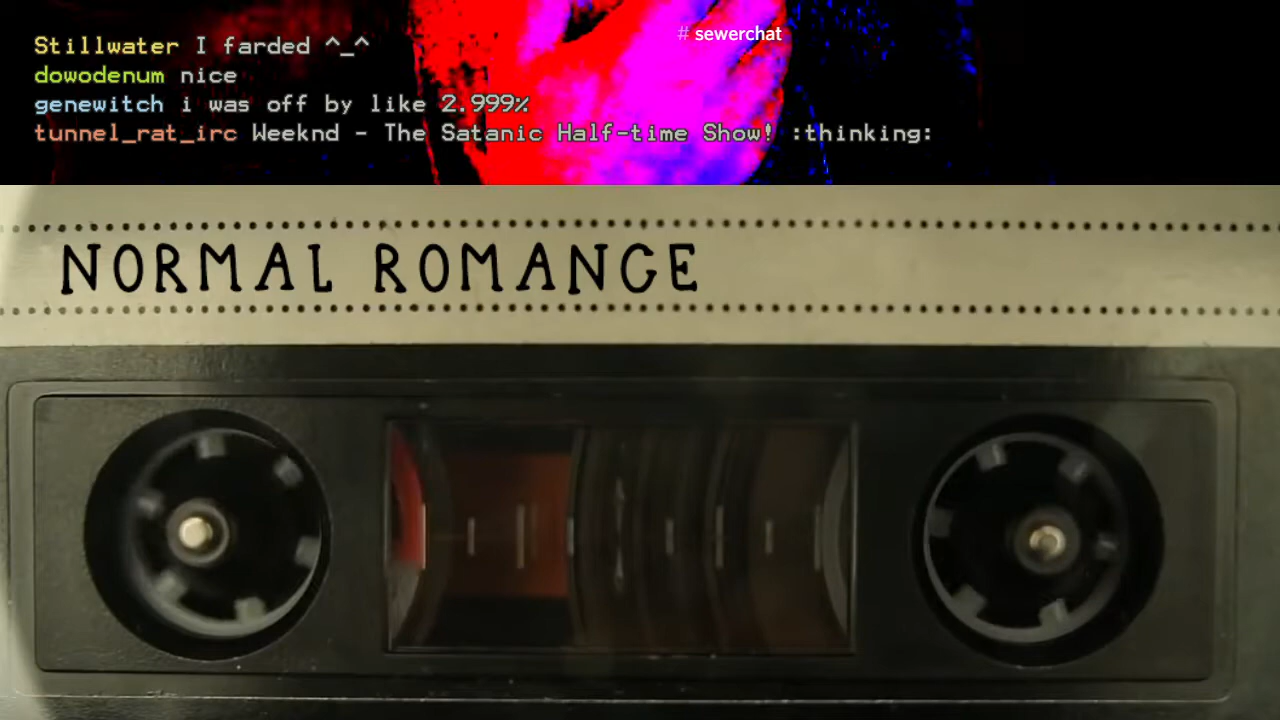 # sewerchat
Stillwater I farded ^_^
dowodenum nice
genewitch i was off by like 2.999%
tunnel_rat_irc Weeknd - The Satanic Half-time Show! :thinking:
NORMAL ROMANCE